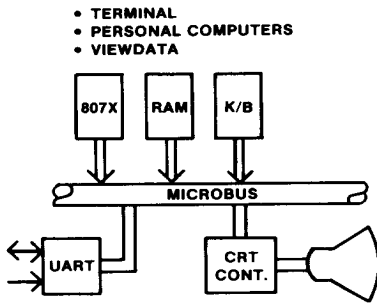 • TERMINAL
• PERSONAL COMPUTERS
• VIEWDATA
807X RAM K/B
MICROBUS
UART
CRT
CONT.